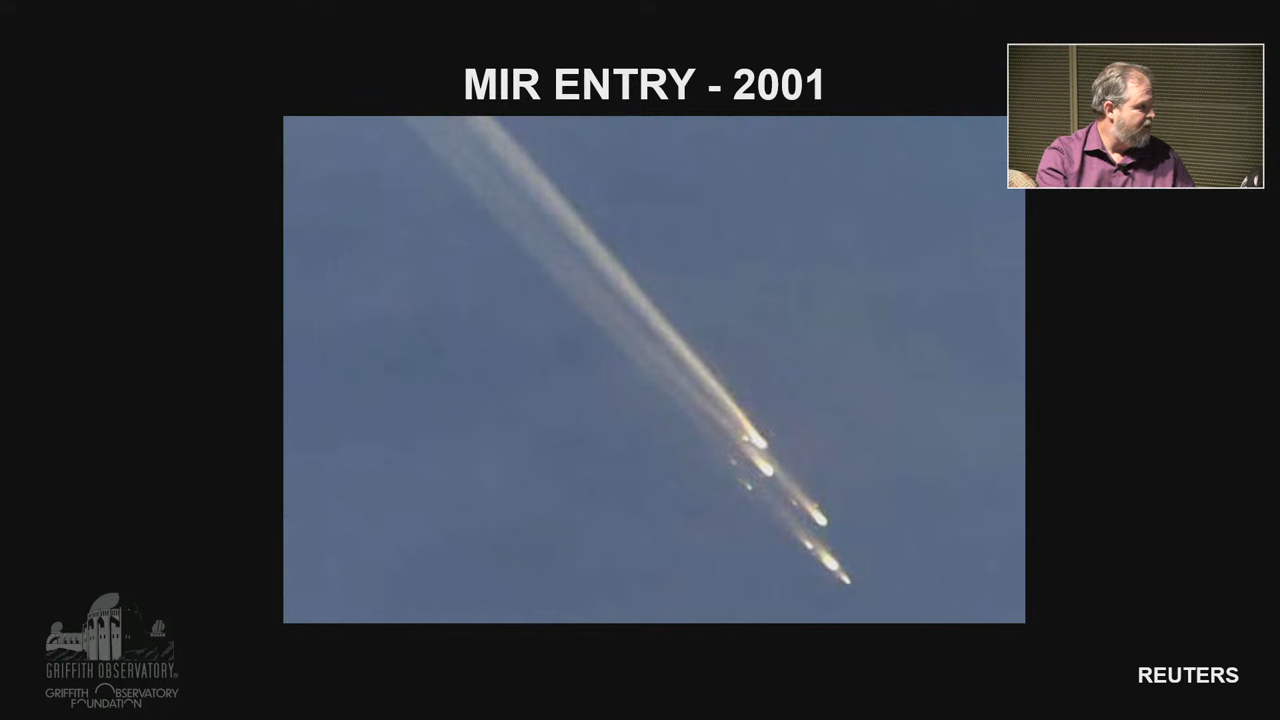 MIR ENTRY - 2001
GRIFFITH OBSERVATORY
GRIFFITH OBSERVATORY
FOUNDATION
REUTERS